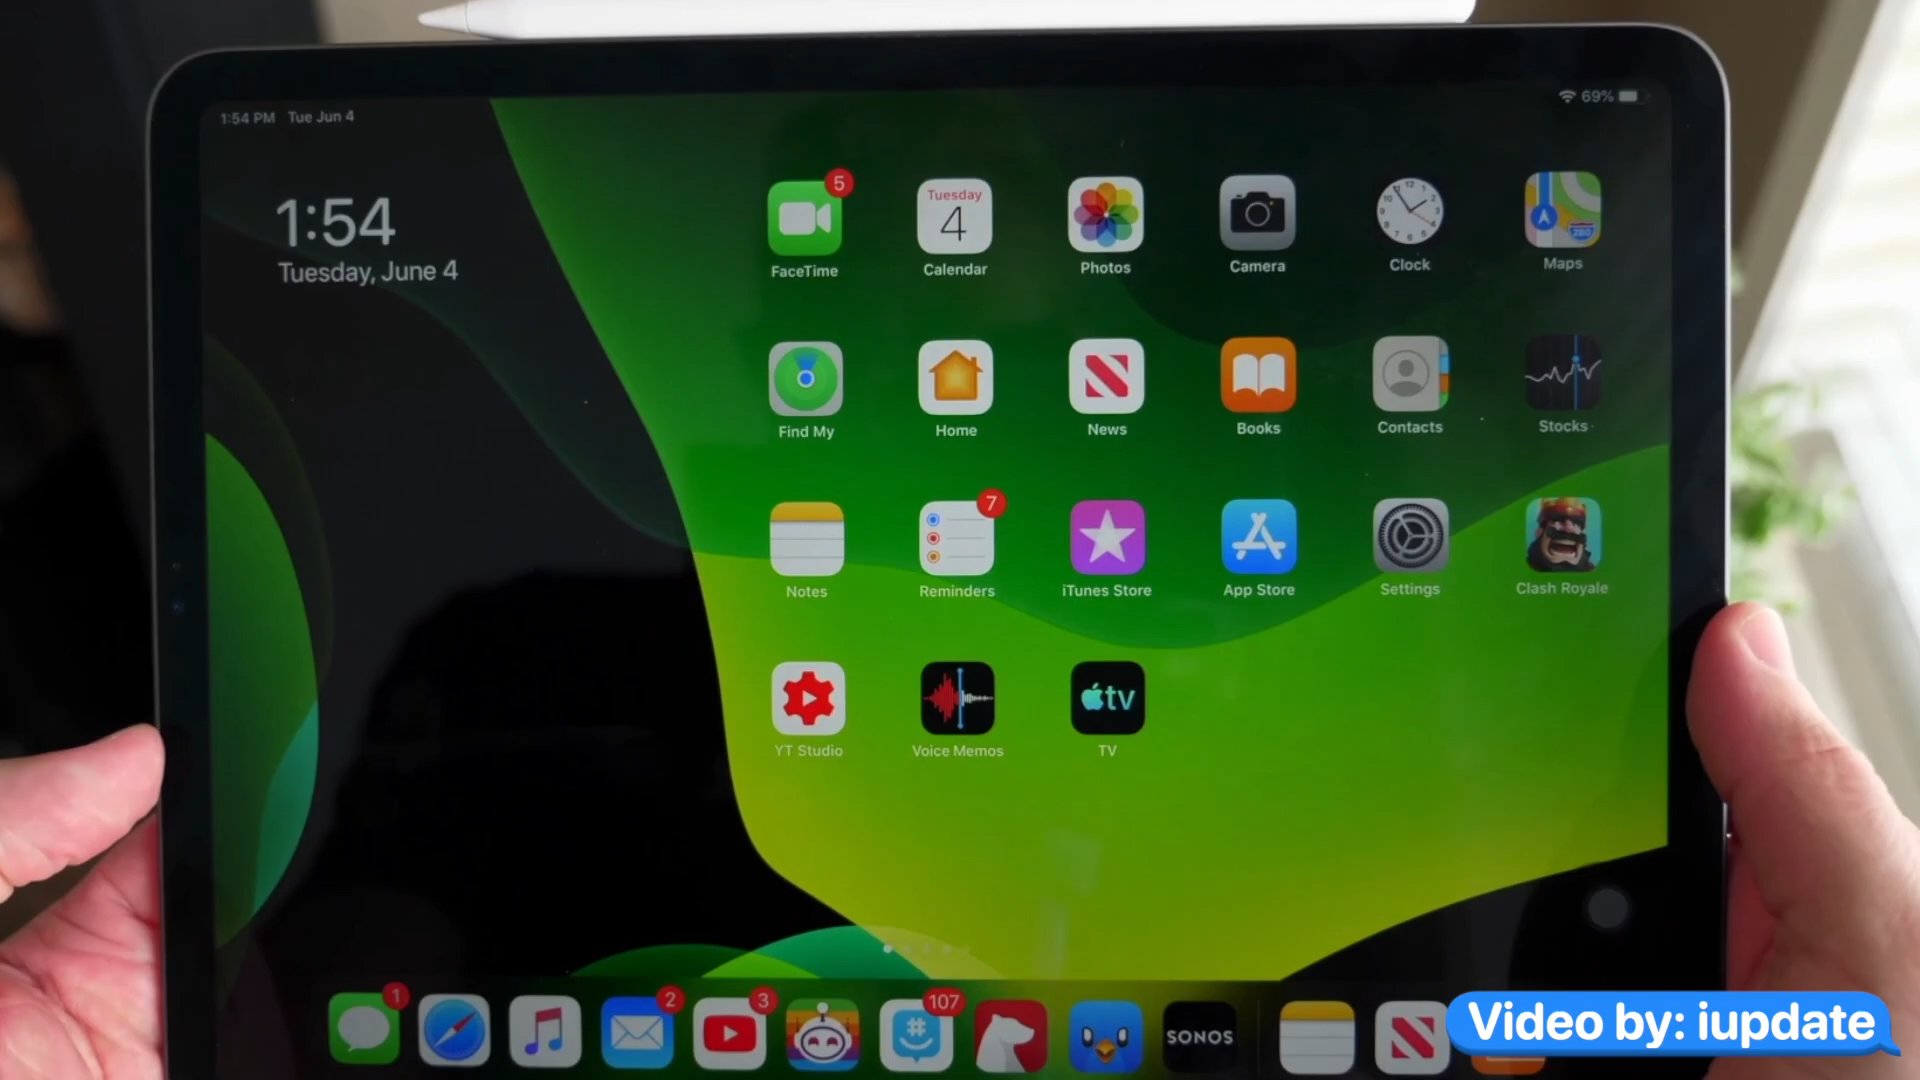 1:54 PM Tue Jun 4
69%
1:54
Tuesday, June 4
5
Tuesday
4
12
280
FaceTime
Calendar
Photos
Camera
Clock
Maps
Find My
Home
News
Books
Contacts
Stocks
7
Notes
Reminders
iTunes Store
App Store
Settings
Clash Royale
tv
YT Studio
Voice Memos
TV
1
2
3
107
#
SONOS
Video by: iupdate